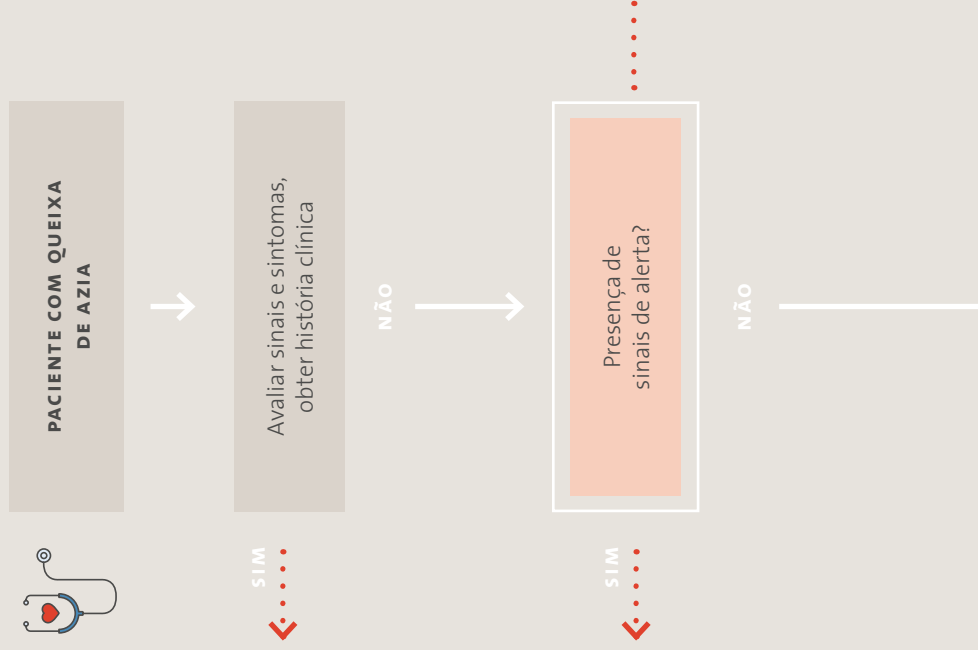 PACIENTE COM QUEIXA
DE AZIA
Avaliar sinais e sintomas,
obter história clínica
SIM
NÃO
Presença de
sinais de alerta?
SIM
NÃO